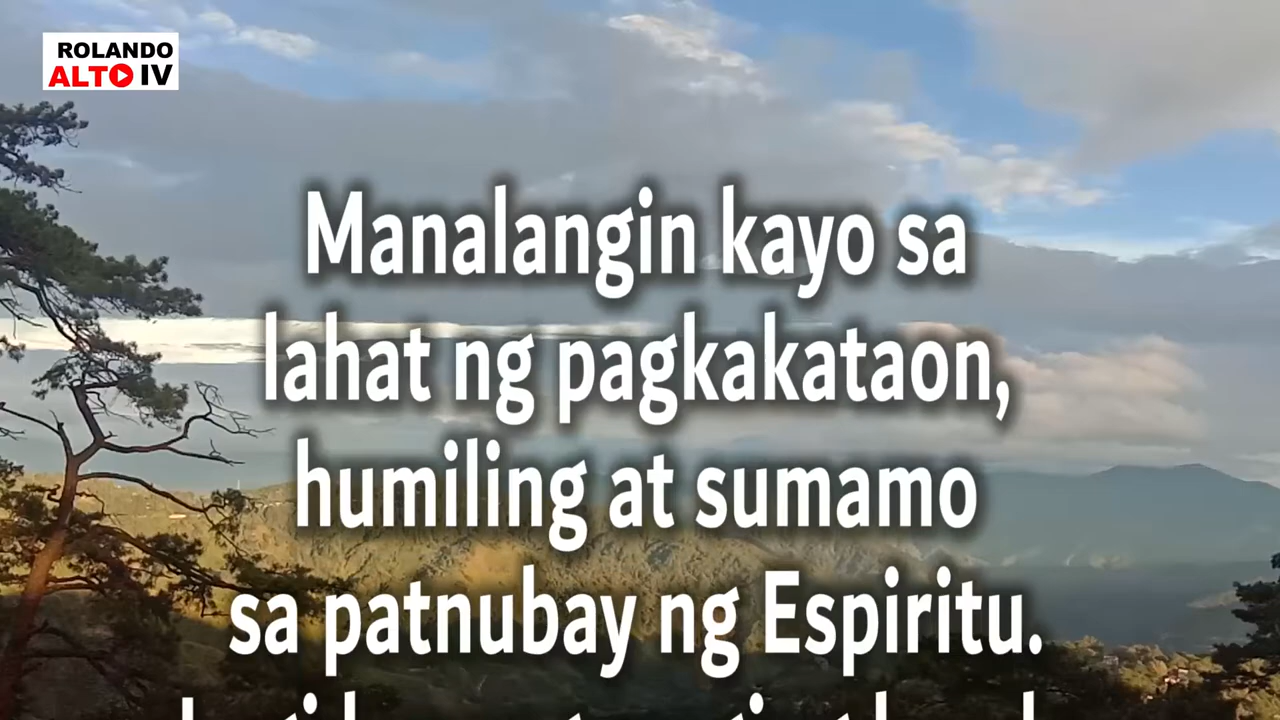 ROLANDO
ALTO IV
Manalangin kayo sa
lahat ng pagkakataon,
humiling at sumamo
sa patnubay ng Espiritu.